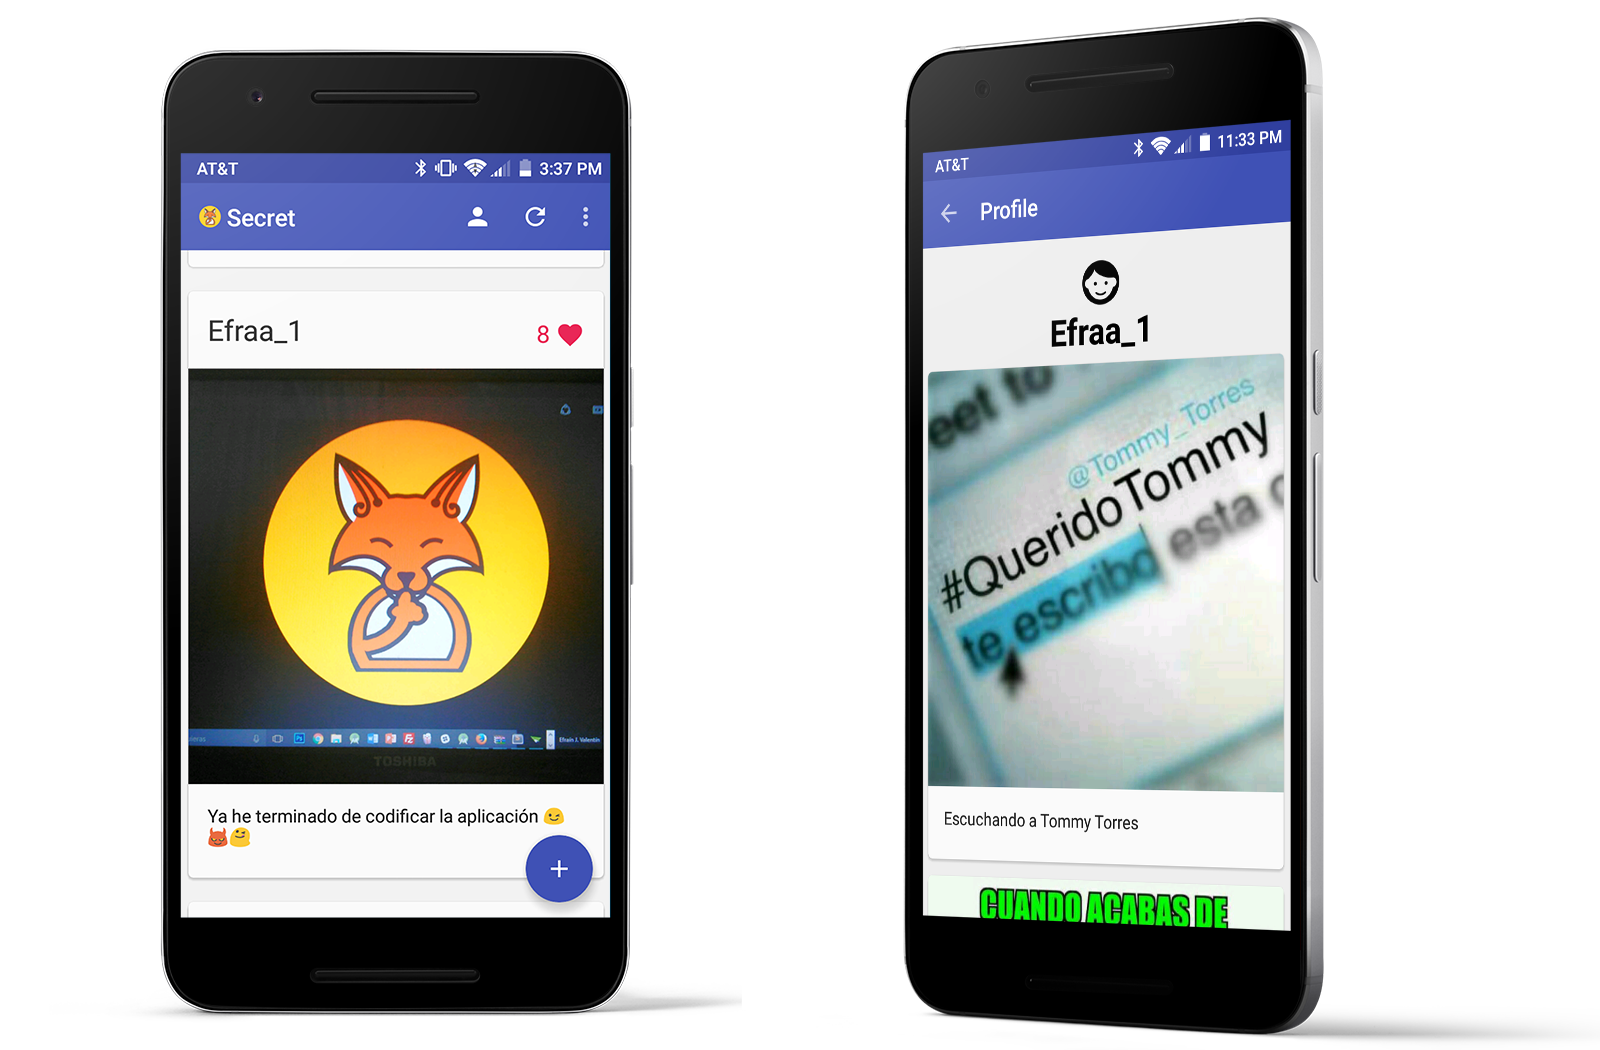 AT&T 3:37 PM
Secret
Efraa_1
8
TOSHIBA
Ya he terminado de codificar la aplicación 😉
😈😉
+
AT&T 11:33 PM
Profile
Efraa_1
eet to
@Tommy_Torres
#QueridoTommy
te escribo esta
Escuchando a Tommy Torres
CUANDO ACABAS DE